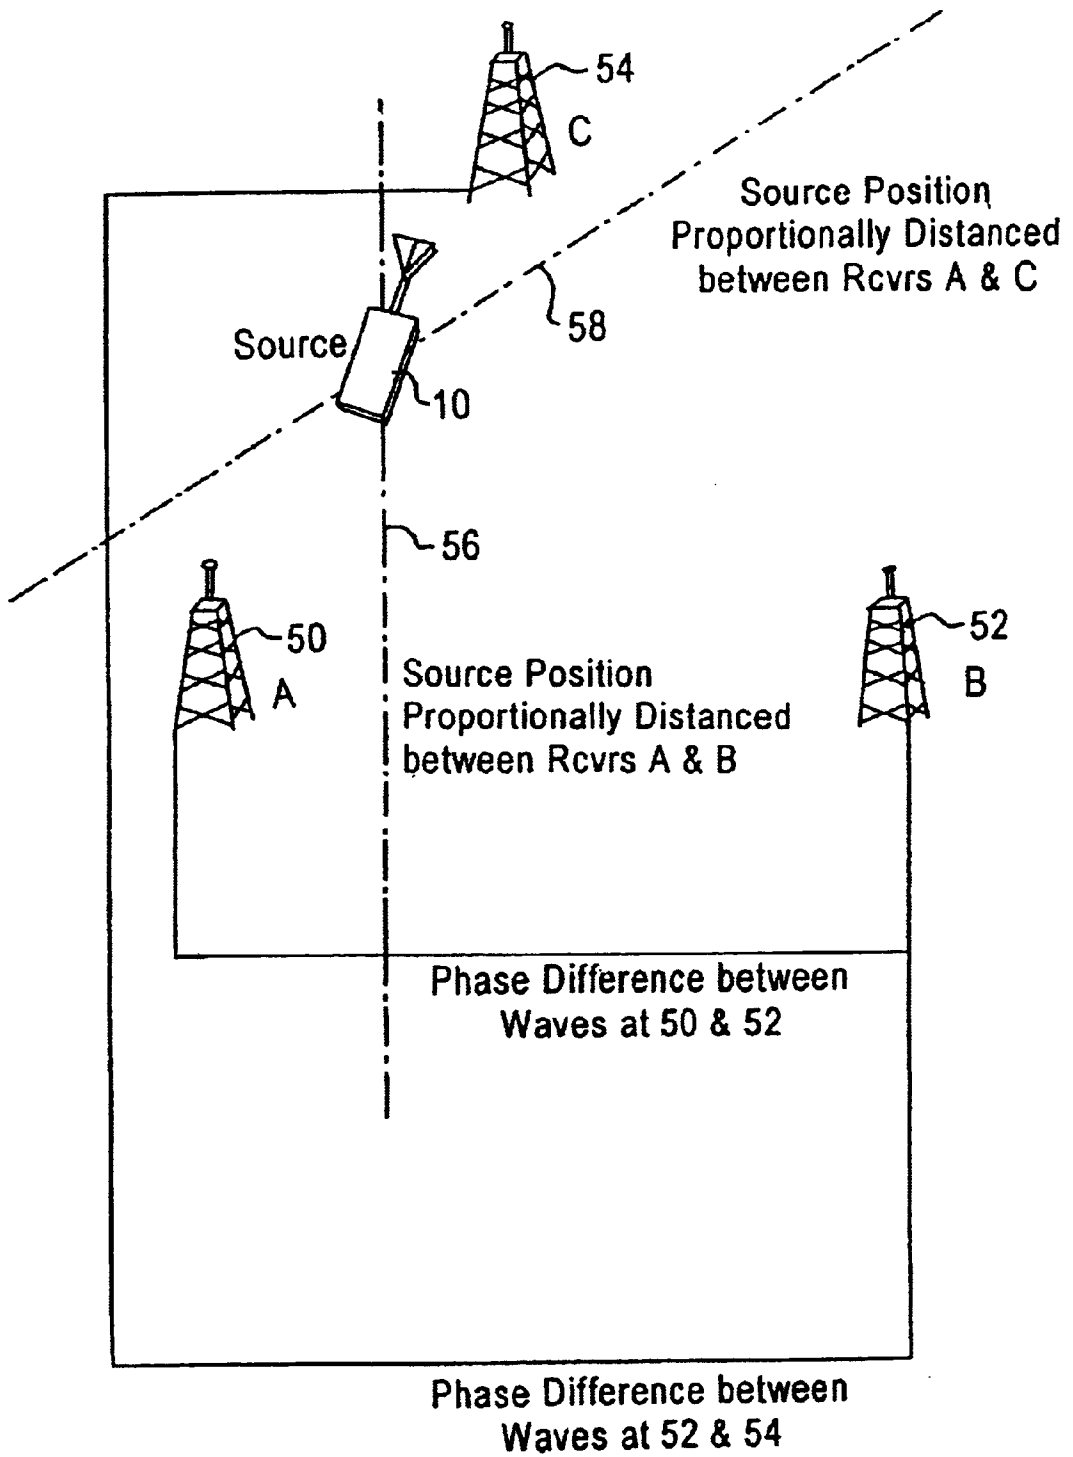 54
C
Source Position
Proportionally Distanced
between Rcvrs A & C
58
Source
10
56
50
A
52
B
Source Position
Proportionally Distanced
between Rcvrs A & B
Phase Difference between
Waves at 50 & 52
Phase Difference between
Waves at 52 & 54